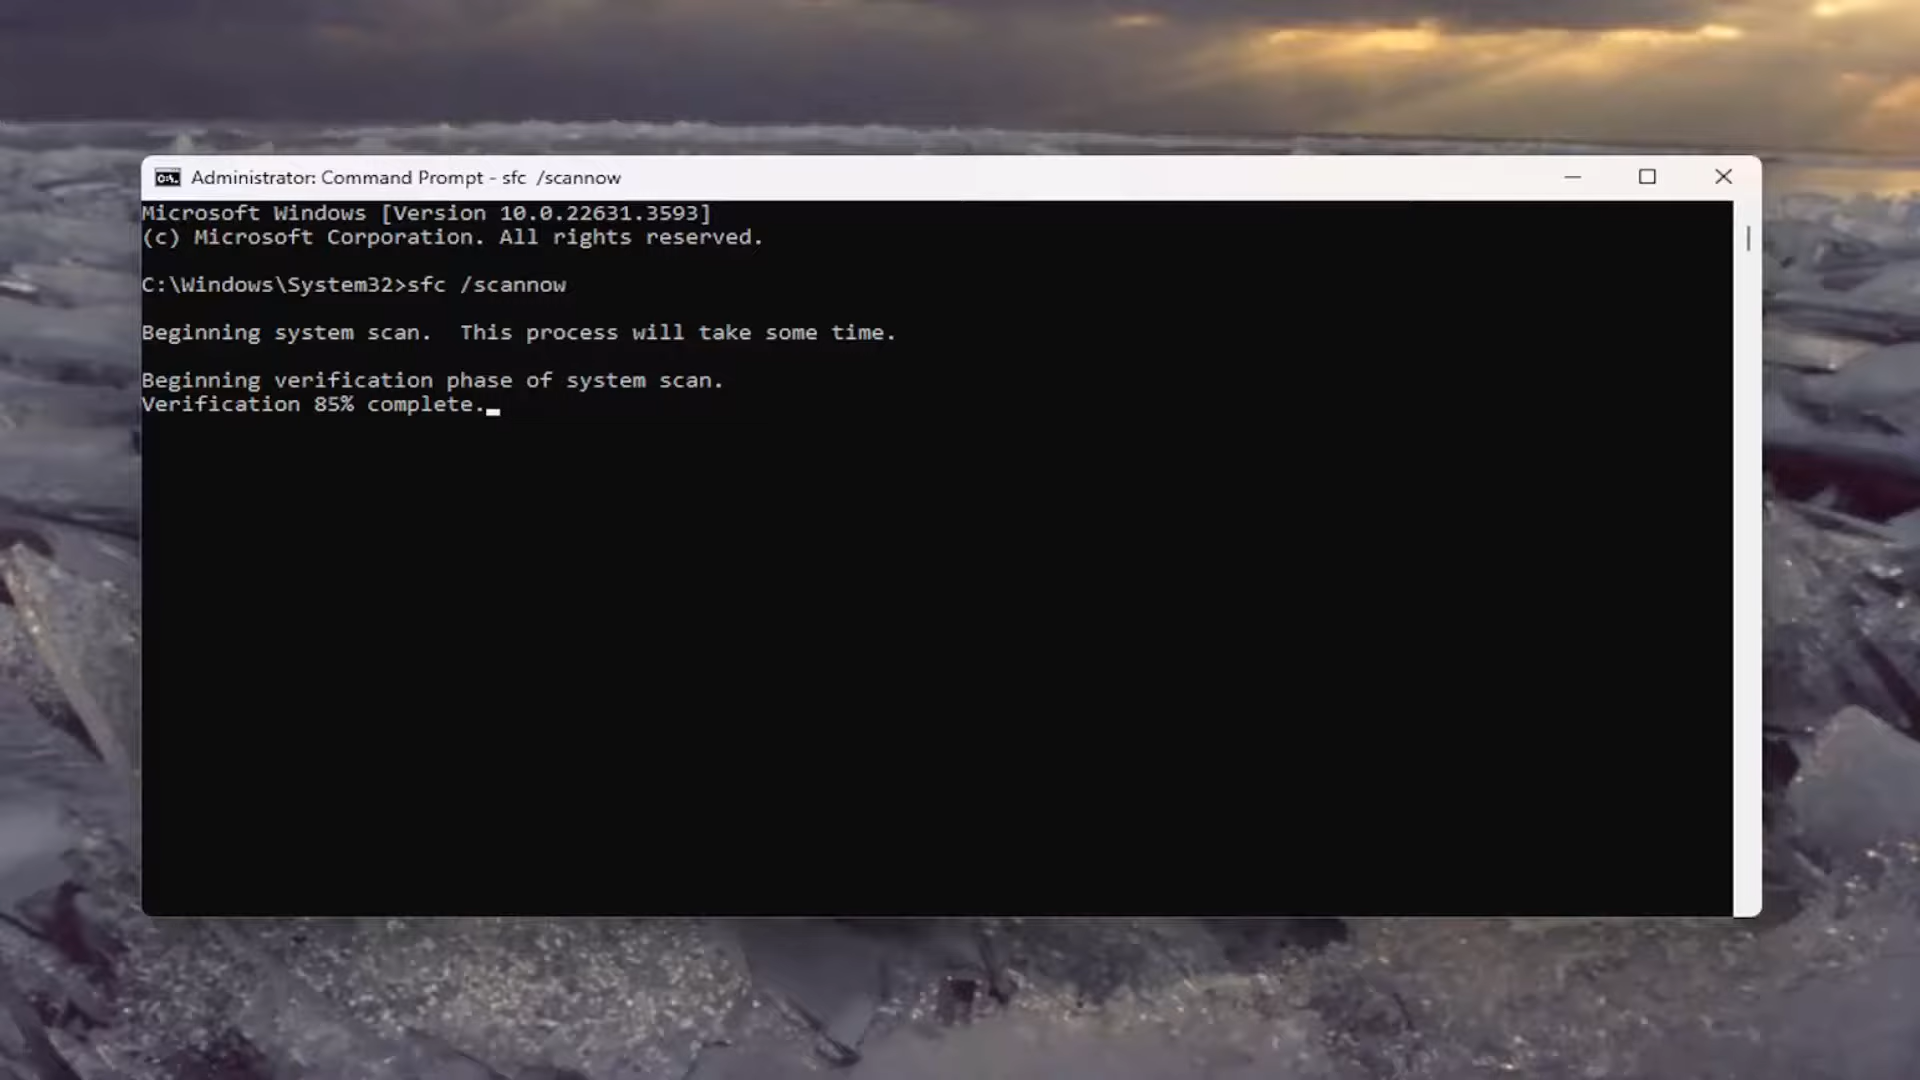 Administrator: Command Prompt - sfc  /scannow
Microsoft Windows [Version 10.0.22631.3593]
(c) Microsoft Corporation. All rights reserved.
C:\Windows\System32>sfc /scannow
Beginning system scan.  This process will take some time.
Beginning verification phase of system scan.
Verification 85% complete.